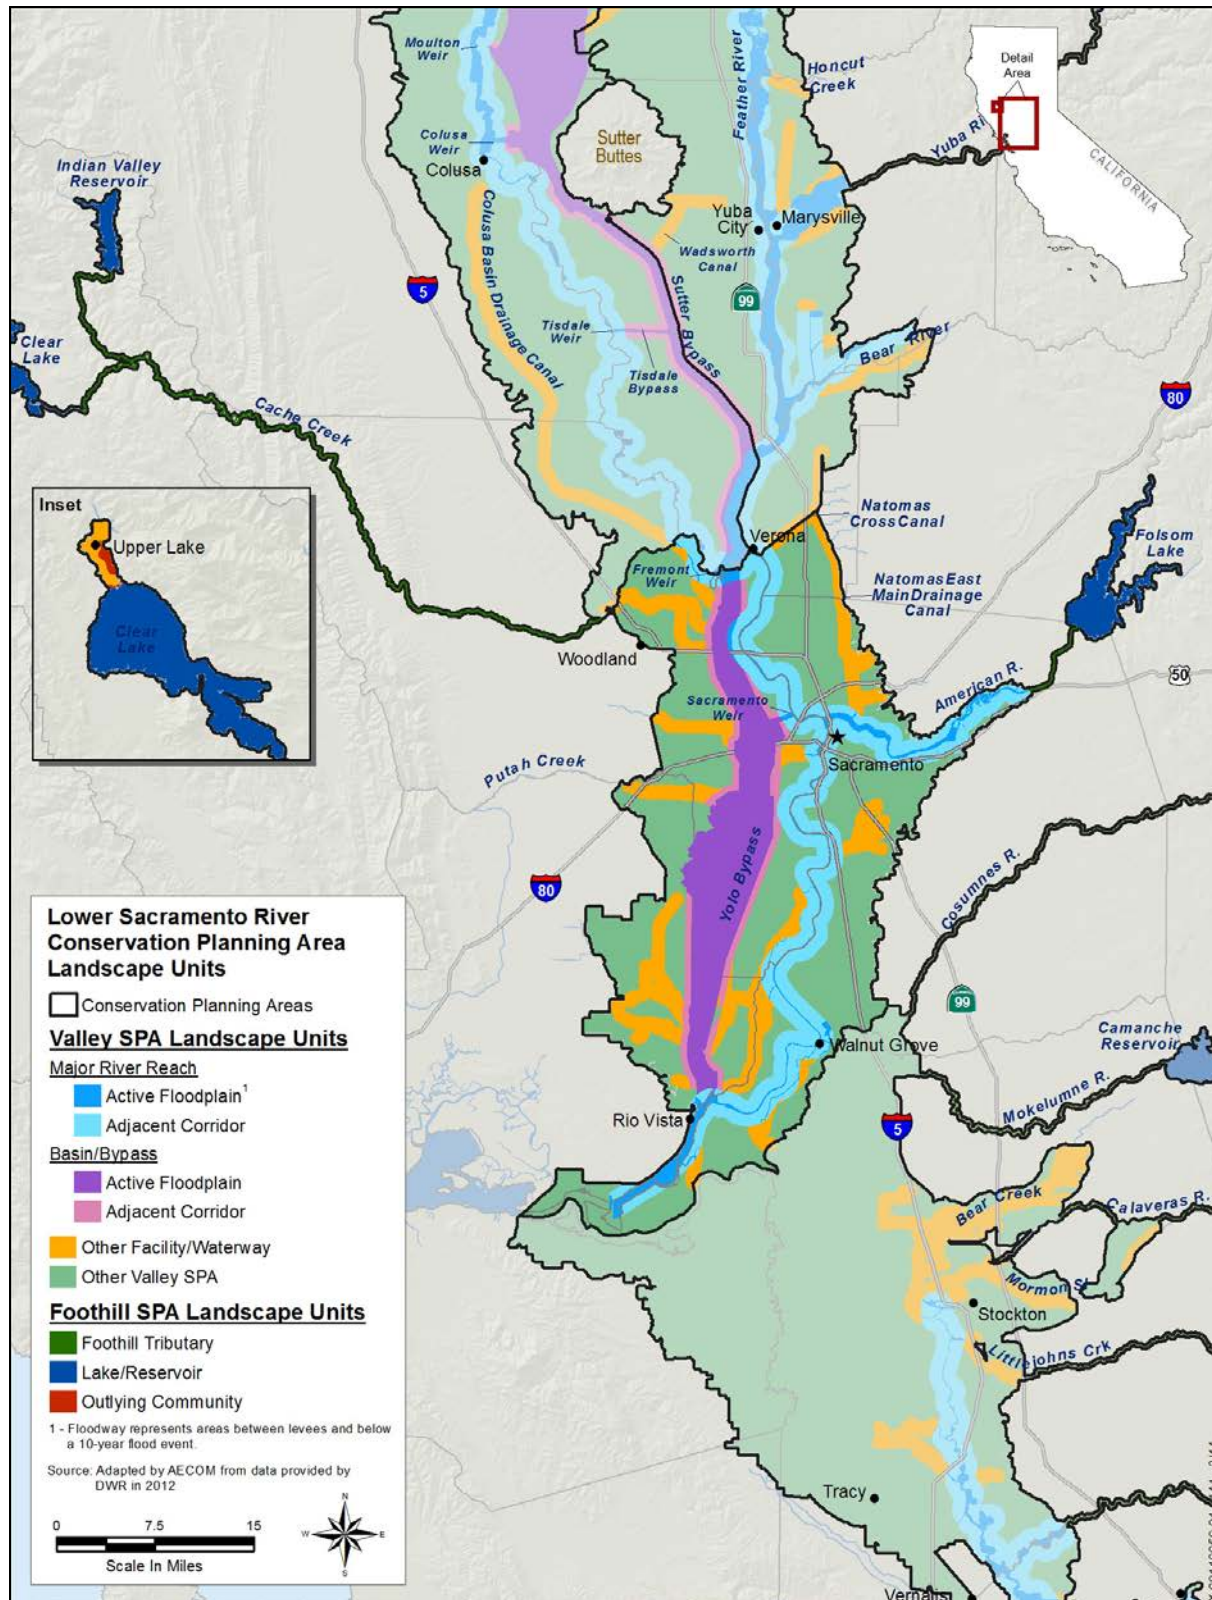 Moulton
Weir
Feather River
Honcut
Creek
Detail
Area
CALIFORNIA
Colusa
Weir
Colusa
Sutter
Buttes
Indian Valley
Reservoir
Yuba Ri
Yuba
City
Marysville
Wadsworth
Canal
Colusa Basin Drainage Canal
5
99
Sutter Bypass
Tisdale
Weir
Tisdale
Bypass
Bear River
Clear
Lake
80
Cache Creek
Inset
Upper Lake
Clear
Lake
Natomas
Cross Canal
Verona
Folsom
Lake
Fremont
Weir
Natomas East
Main Drainage
Canal
Woodland
50
American R.
Sacramento
Weir
Sacramento
Putah Creek
80
Yolo Bypass
Cosumnes R.
99
Walnut Grove
Camanche
Reservoir
Mokelumne R.
Rio Vista
5
Bear Creek
Calaveras R.
Mormon Sl
Stockton
Littlejohns Crk
Tracy
Vernalis
Lower Sacramento River
Conservation Planning Area
Landscape Units
Conservation Planning Areas
Valley SPA Landscape Units
Major River Reach
Active Floodplain1
Adjacent Corridor
Basin/Bypass
Active Floodplain
Adjacent Corridor
Other Facility/Waterway
Other Valley SPA
Foothill SPA Landscape Units
Foothill Tributary
Lake/Reservoir
Outlying Community
1 - Floodway represents areas between levees and below
a 10-year flood event.
Source: Adapted by AECOM from data provided by
DWR in 2012
0 7.5 15
Scale In Miles
N
W E
S